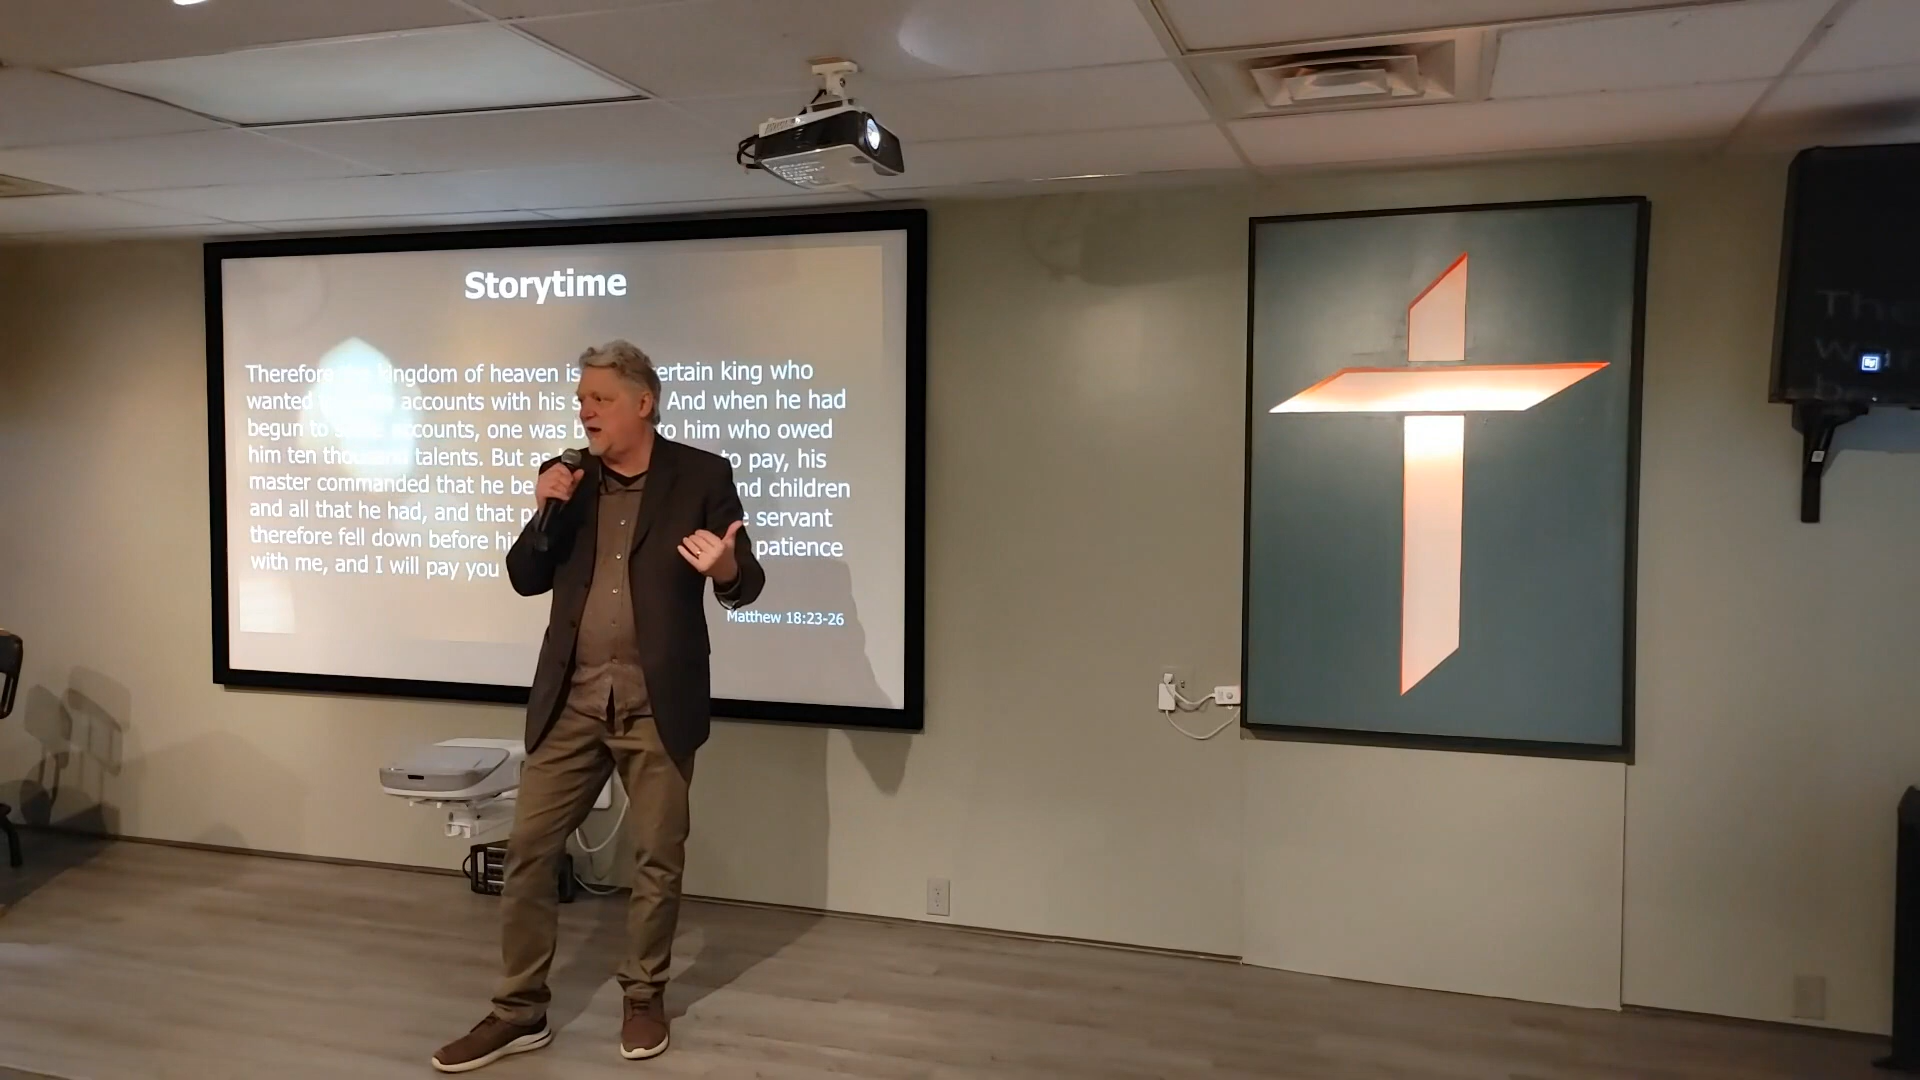 Storytime
Therefore kingdom of heaven is certain king who
wanted accounts with his And when he had
begun to accounts, one was to him who owed
him ten thousand talents. But as to pay, his
master commanded that he be and children
and all that he had, and that servant
therefore fell down before patience
with me, and I will pay you
Matthew 18:23-26